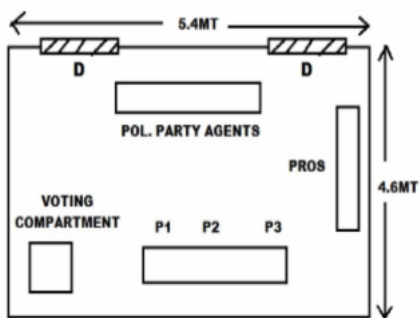 5.4MT
D
D
POL. PARTY AGENTS
PROS
4.6MT
VOTING
COMPARTMENT
P1 P2 P3